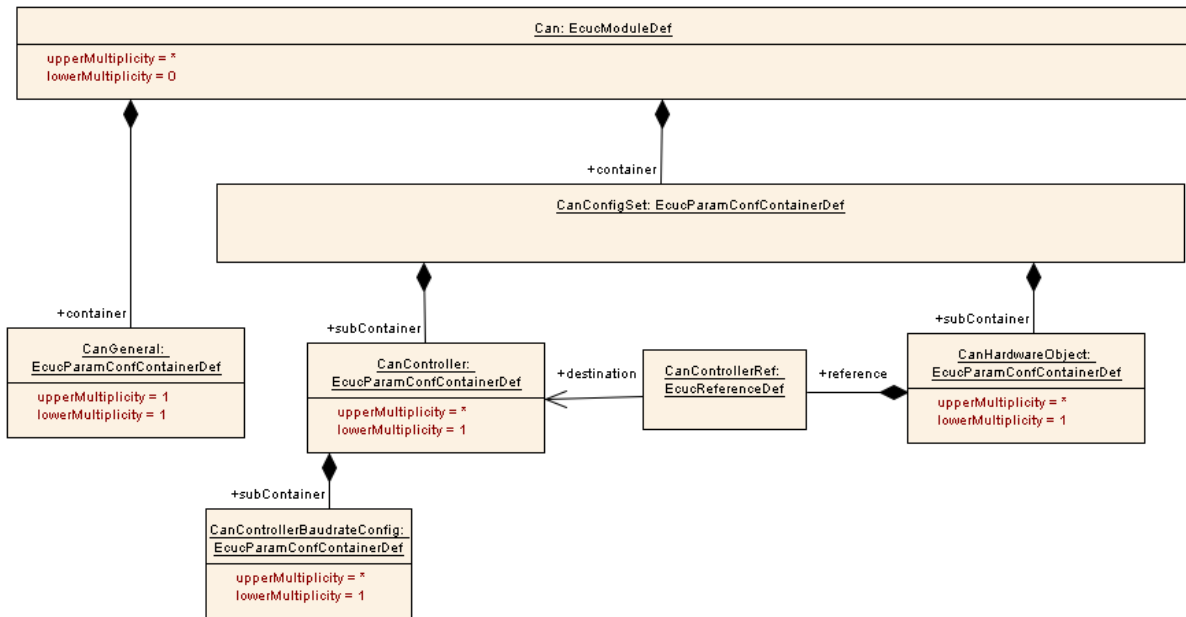 Can: EcucModuleDef
upperMultiplicity = *
lowerMultiplicity = 0
+container
CanConfigSet: EcucParamConfContainerDef
+container
CanGeneral:
EcucParamConfContainerDef
upperMultiplicity = 1
lowerMultiplicity = 1
+subContainer
CanController:
EcucParamConfContainerDef
upperMultiplicity = *
lowerMultiplicity = 1
+destination
CanControllerRef:
EcucReferenceDef
+reference
+subContainer
CanHardwareObject:
EcucParamConfContainerDef
upperMultiplicity = *
lowerMultiplicity = 1
+subContainer
CanControllerBaudrateConfig:
EcucParamConfContainerDef
upperMultiplicity = *
lowerMultiplicity = 1